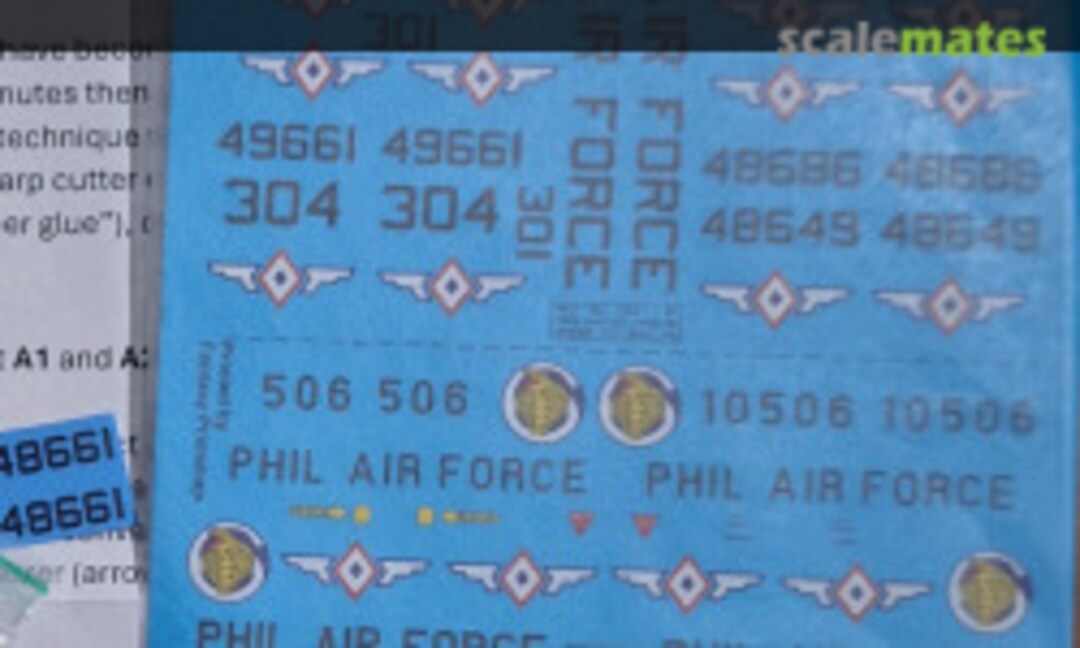 scalemates
301
have
nutes then
technique
arp cutter
er glue"),
A1 and
49661 49661
304 304
301
FORCE
FORCE
48686 48686
48649 48649
506 506
10506 10506
PHIL AIR FORCE PHIL AIR FORCE
48661
48661
(arro
PHIL AIR FORCE